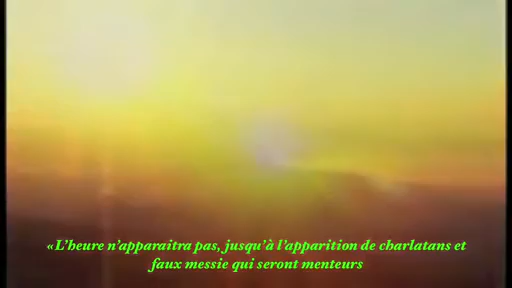 «L'heure n'apparaitra pas, jusqu'à l'apparition de charlatans et
faux messie qui seront menteurs